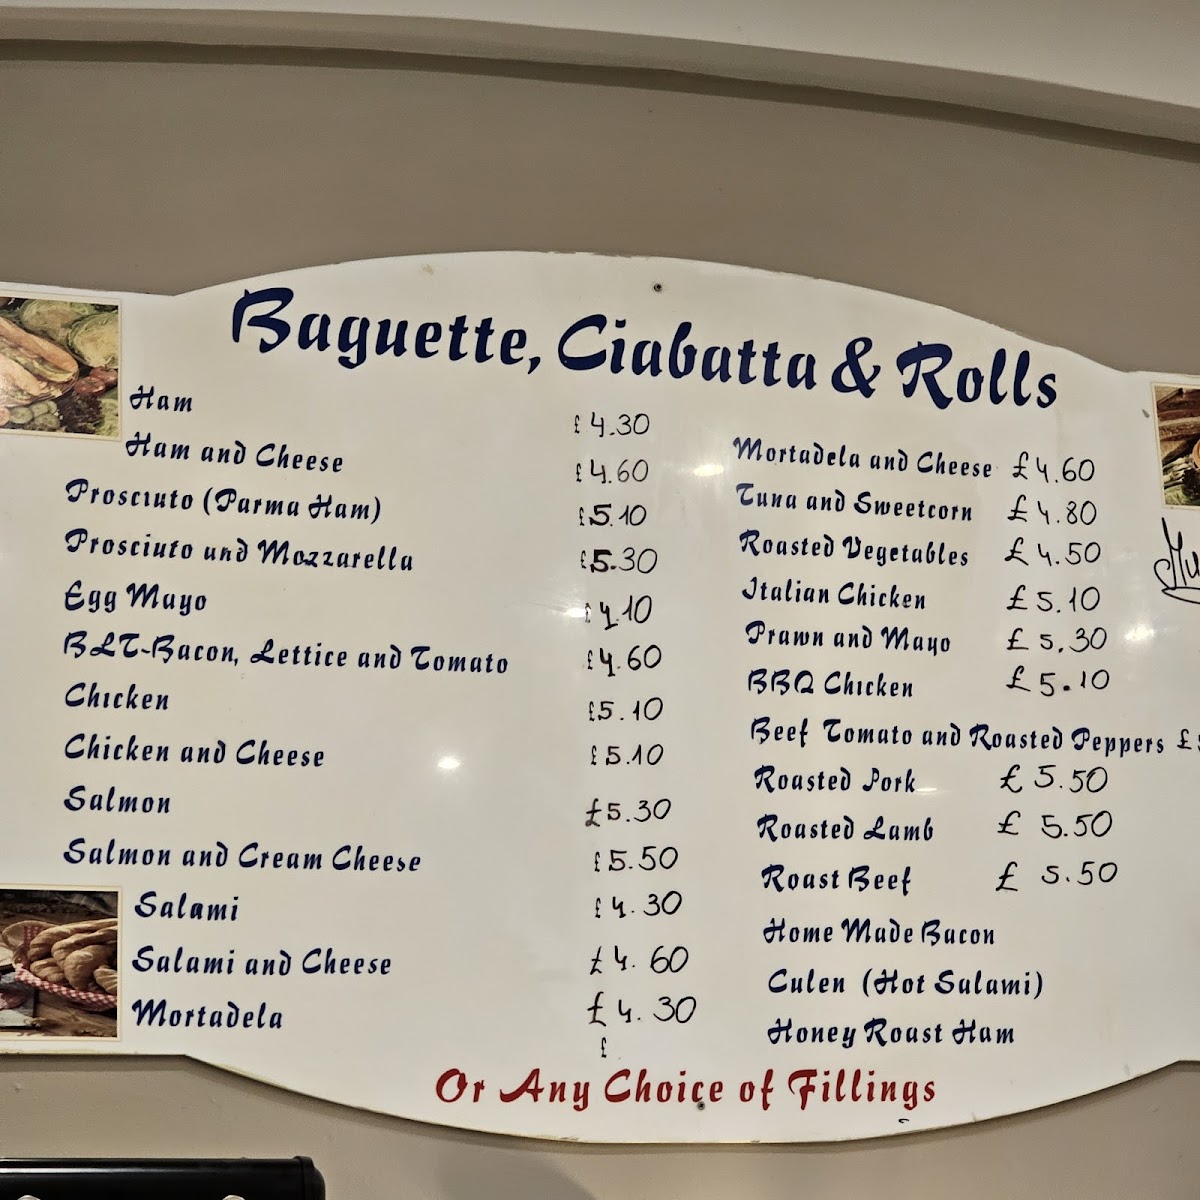 Baguette, Ciabatta & Rolls
Ham £4.30
Ham and Cheese £4.60
Prosciuto (Parma Ham) £5.10
Prosciuto and Mozzarella £5.30
Egg Mayo £4.10
BLT-Bacon, Lettice and Tomato £4.60
Chicken £5.10
Chicken and Cheese £5.10
Salmon £5.30
Salmon and Cream Cheese £5.50
Salami £4.30
Salami and Cheese £4.60
Mortadela £4.30
£
Mortadela and Cheese £4.60
Tuna and Sweetcorn £4.80
Roasted Vegetables £4.50
Italian Chicken £5.10
Prawn and Mayo £5.30
BBQ Chicken £5.10
Beef Tomato and Roasted Peppers £
Roasted Pork £5.50
Roasted Lamb £5.50
Roast Beef £5.50
Home Made Bacon
Culen (Hot Salami)
Honey Roast Ham
Or Any Choice of Fillings